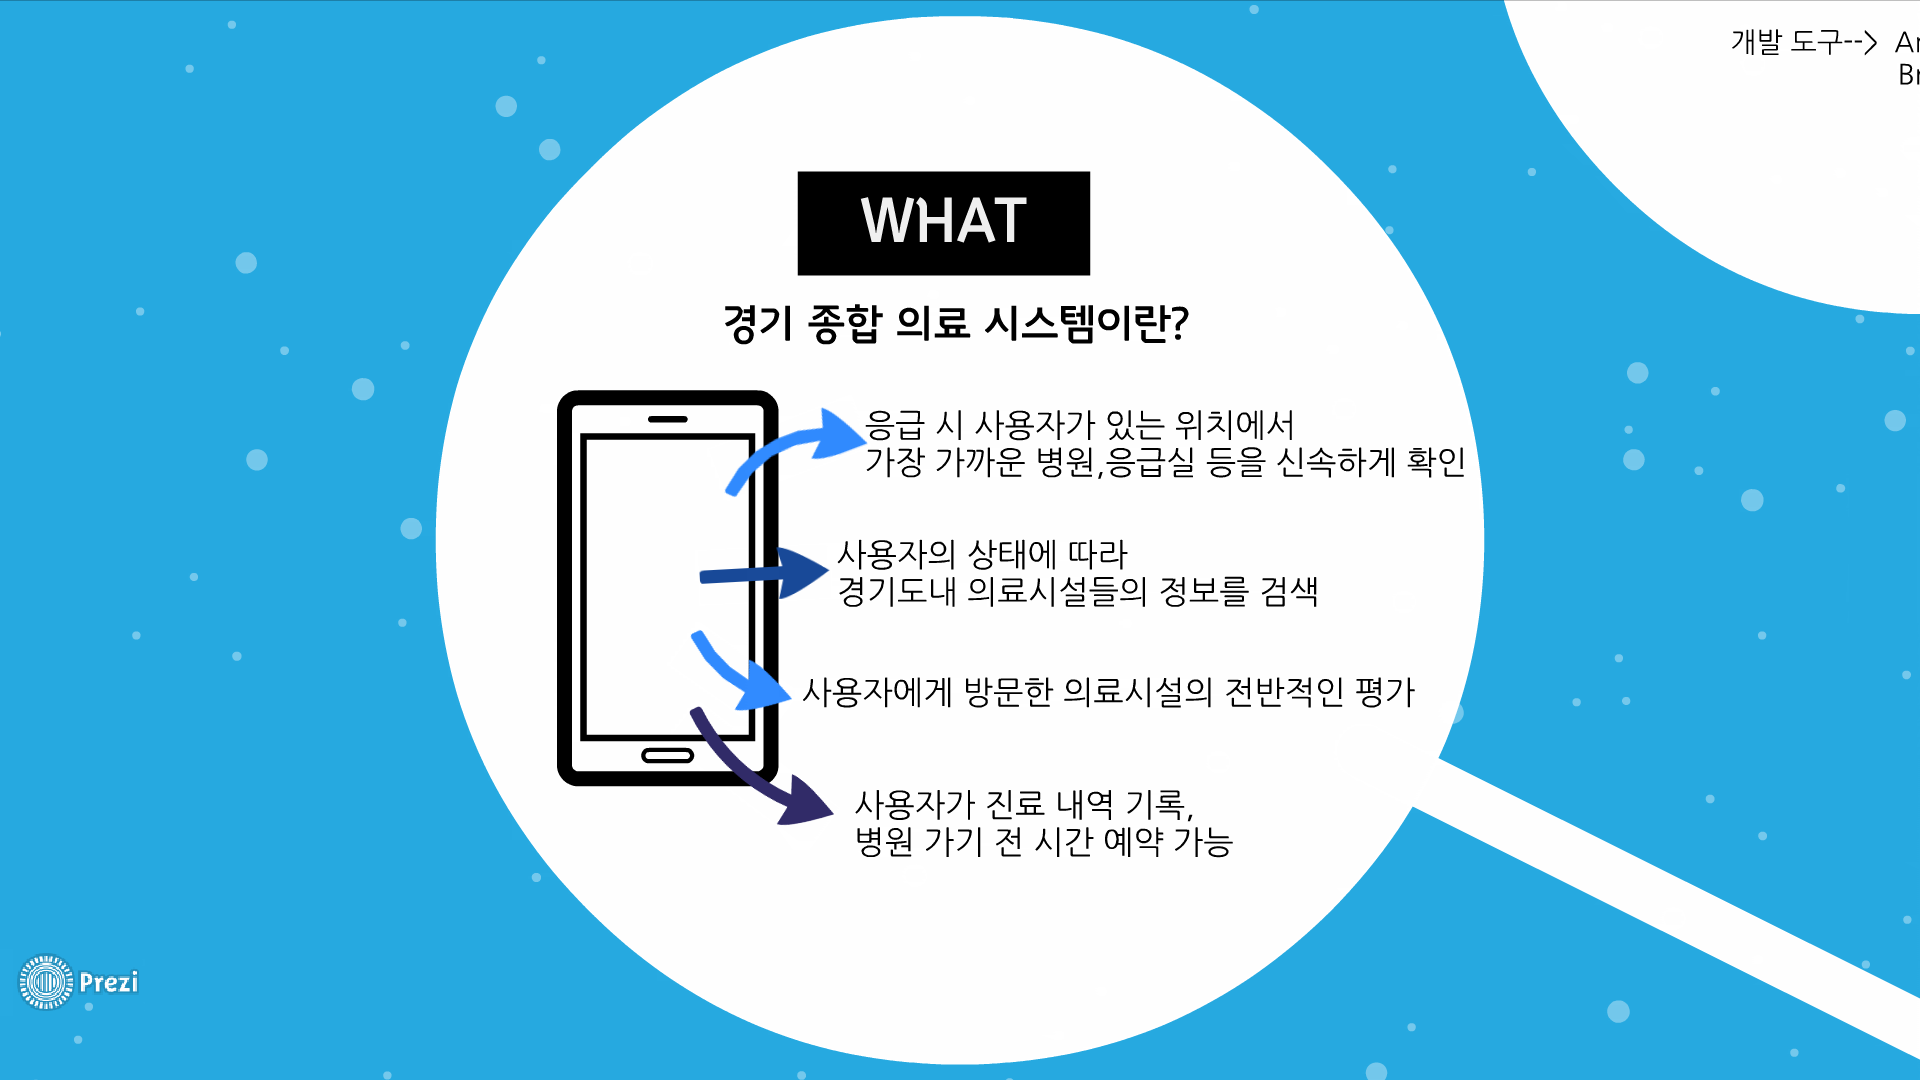 WHAT
경기 종합 의료 시스템이란?
응급 시 사용자가 있는 위치에서
가장 가까운 병원,응급실 등을 신속하게 확인
사용자의 상태에 따라
경기도내 의료시설들의 정보를 검색
사용자에게 방문한 의료시설의 전반적인 평가
사용자가 진료 내역 기록,
병원 가기 전 시간 예약 가능
개발 도구-->
Prezi